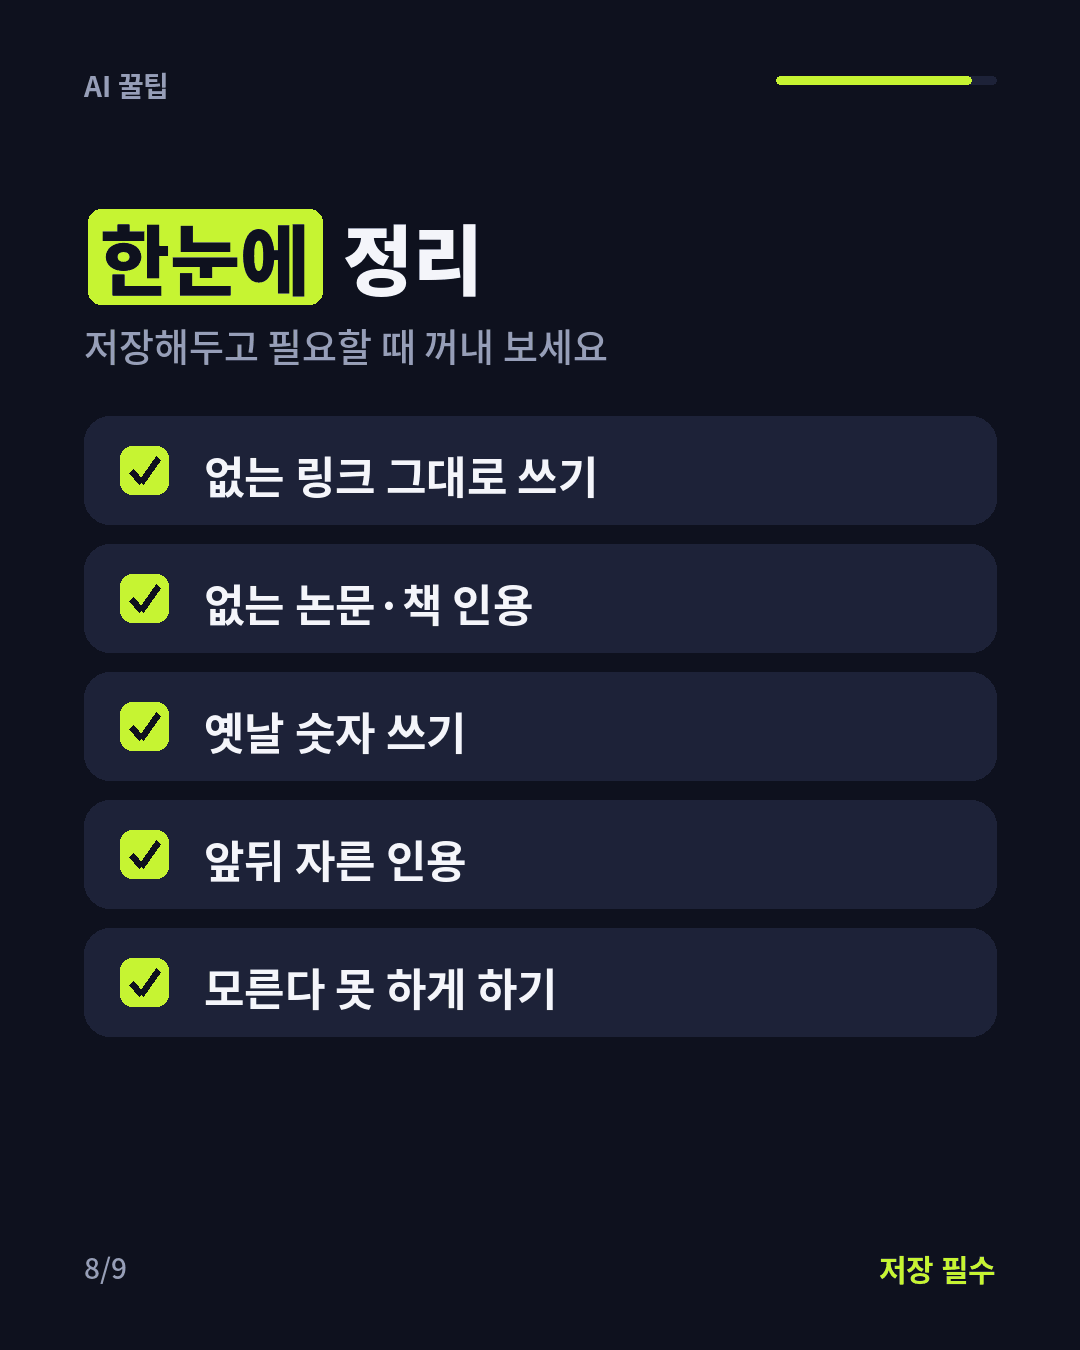 AI 꿀팁
한눈에 정리
저장해두고 필요할 때 꺼내 보세요
없는 링크 그대로 쓰기
없는 논문·책 인용
옛날 숫자 쓰기
앞뒤 자른 인용
모른다 못 하게 하기
8/9
저장 필수